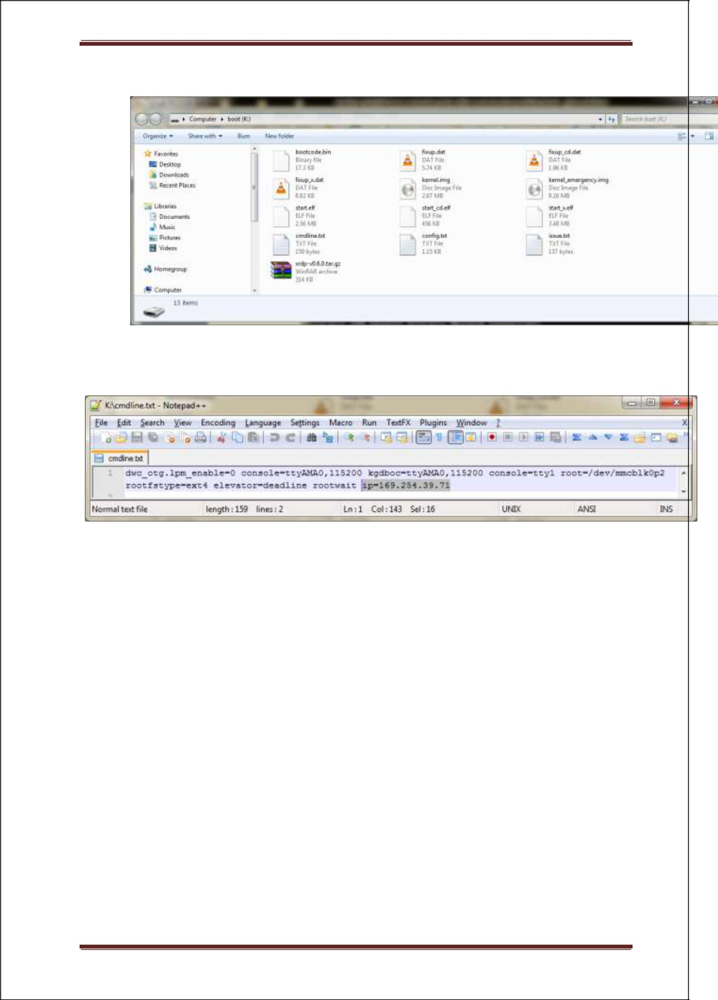 Computer ▸ boot (K:)
Search boot (K:)
Organize Share with Burn New folder
Favorites
Desktop
Downloads
Recent Places
Libraries
Documents
Music
Pictures
Videos
Homegroup
Computer
bootcode.bin
Binary file
17.3 KB
fixup.dat
DAT File
5.74 KB
fixup_cd.dat
DAT File
1.96 KB
fixup_x.dat
DAT File
kernel.img
Disc Image File
2.67 MB
kernel_emergency.img
Disc Image File
9.16 MB
start.elf
ELF File
2.56 MB
start_cd.elf
ELF File
456 KB
start_x.elf
ELF File
3.48 MB
cmdline.txt
TXT File
159 bytes
config.txt
TXT File
1.15 KB
issue.txt
TXT File
137 bytes
xrdp-v0.6.0.tar.gz
WinRAR archive
314 KB
13 items
K:\cmdline.txt - Notepad++
File Edit Search View Encoding Language Settings Macro Run TextFX Plugins Window ? X
cmdline.txt
1 dwc_otg.lpm_enable=0 console=ttyAMA0,115200 kgdboc=ttyAMA0,115200 console=tty1 root=/dev/mmcblk0p2
rootfstype=ext4 elevator=deadline rootwait ip=169.254.39.71
Normal text file length : 159 lines : 2 Ln : 1 Col : 143 Sel : 16 UNIX ANSI INS